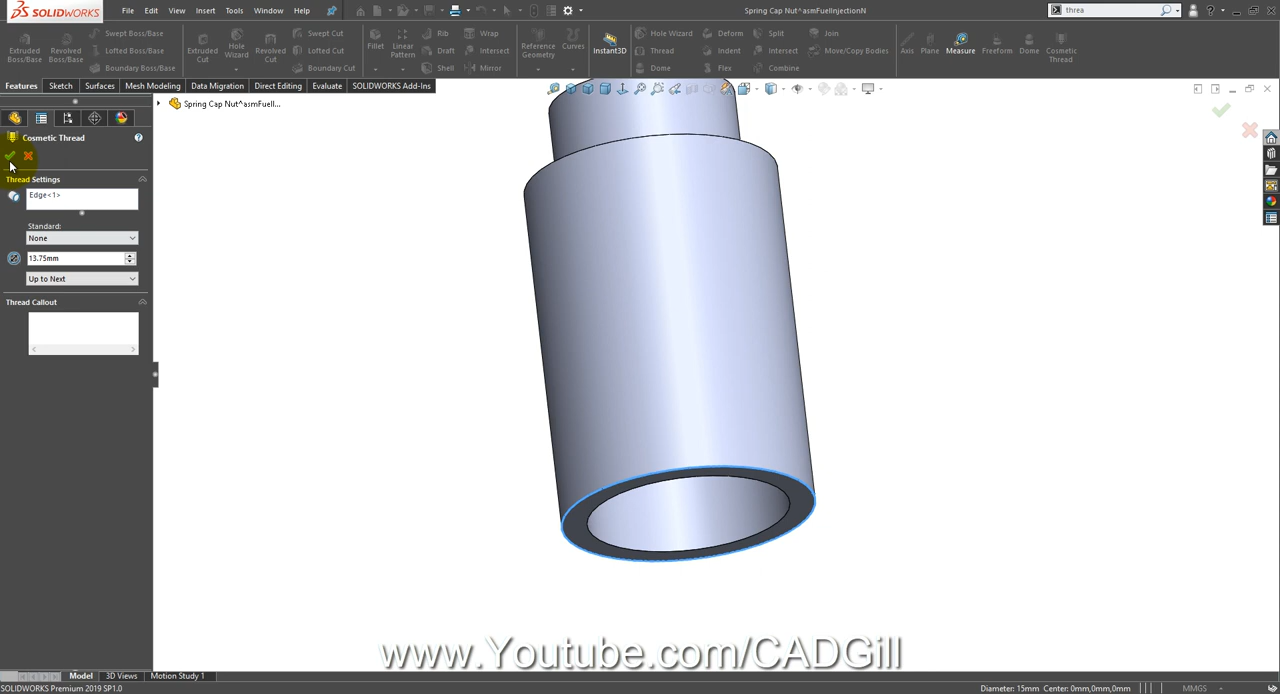 SOLIDWORKS File Edit View Insert Tools Window Help Spring Cap Nut^asmFuelInjectionN threa
Extruded Boss/Base Revolved Boss/Base Swept Boss/Base Lofted Boss/Base Boundary Boss/Base Extruded Cut Hole Wizard Revolved Cut Swept Cut Lofted Cut Boundary Cut Fillet Linear Pattern Rib Draft Shell Wrap Intersect Mirror Reference Geometry Curves Instant3D Hole Wizard Thread Dome Deform Indent Flex Split Intersect Combine Join Move/Copy Bodies Axis Plane Measure Freeform Dome Cosmetic Thread
Features Sketch Surfaces Mesh Modeling Data Migration Direct Editing Evaluate SOLIDWORKS Add-Ins
Spring Cap Nut^asmFuell...
Cosmetic Thread
Thread Settings
Edge<1>
Standard:
None
13.75mm
Up to Next
Thread Callout
www.Youtube.com/CADGill
Model 3D Views Motion Study 1
SOLIDWORKS Premium 2019 SP1.0 Diameter: 15mm Center: 0mm,0mm,0mm MMGS